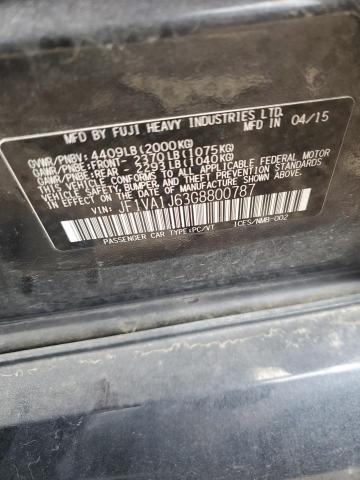 MFD BY FUJI HEAVY INDUSTRIES LTD. MFD IN 04/15
GVWR/PNBV: 4409LB(2000KG)
GAWR/PNBE:FRONT- 2370LB(1075KG)
GAWR/PNBE:REAR - 2293LB(1040KG)
THIS VEHICLE CONFORMS TO ALL APPLICABLE FEDERAL MOTOR
VEHICLE SAFETY, BUMPER, AND THEFT PREVENTION STANDARDS
IN EFFECT ON THE DATE OF MANUFACTURE SHOWN ABOVE.
VIN: JF1VA1J63G8800787
PASSENGER CAR TYPE:PC/VT ICES/NMB-002